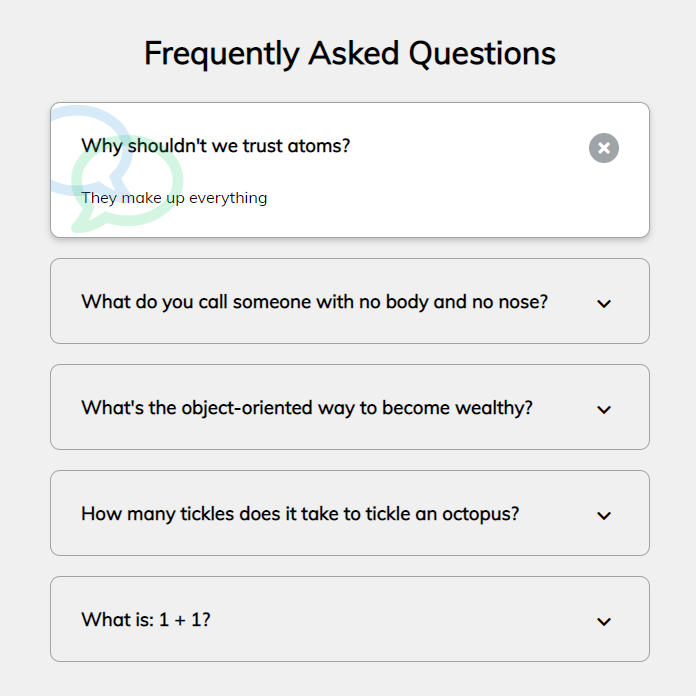 Frequently Asked Questions
Why shouldn't we trust atoms?
They make up everything
What do you call someone with no body and no nose?
What's the object-oriented way to become wealthy?
How many tickles does it take to tickle an octopus?
What is: 1 + 1?